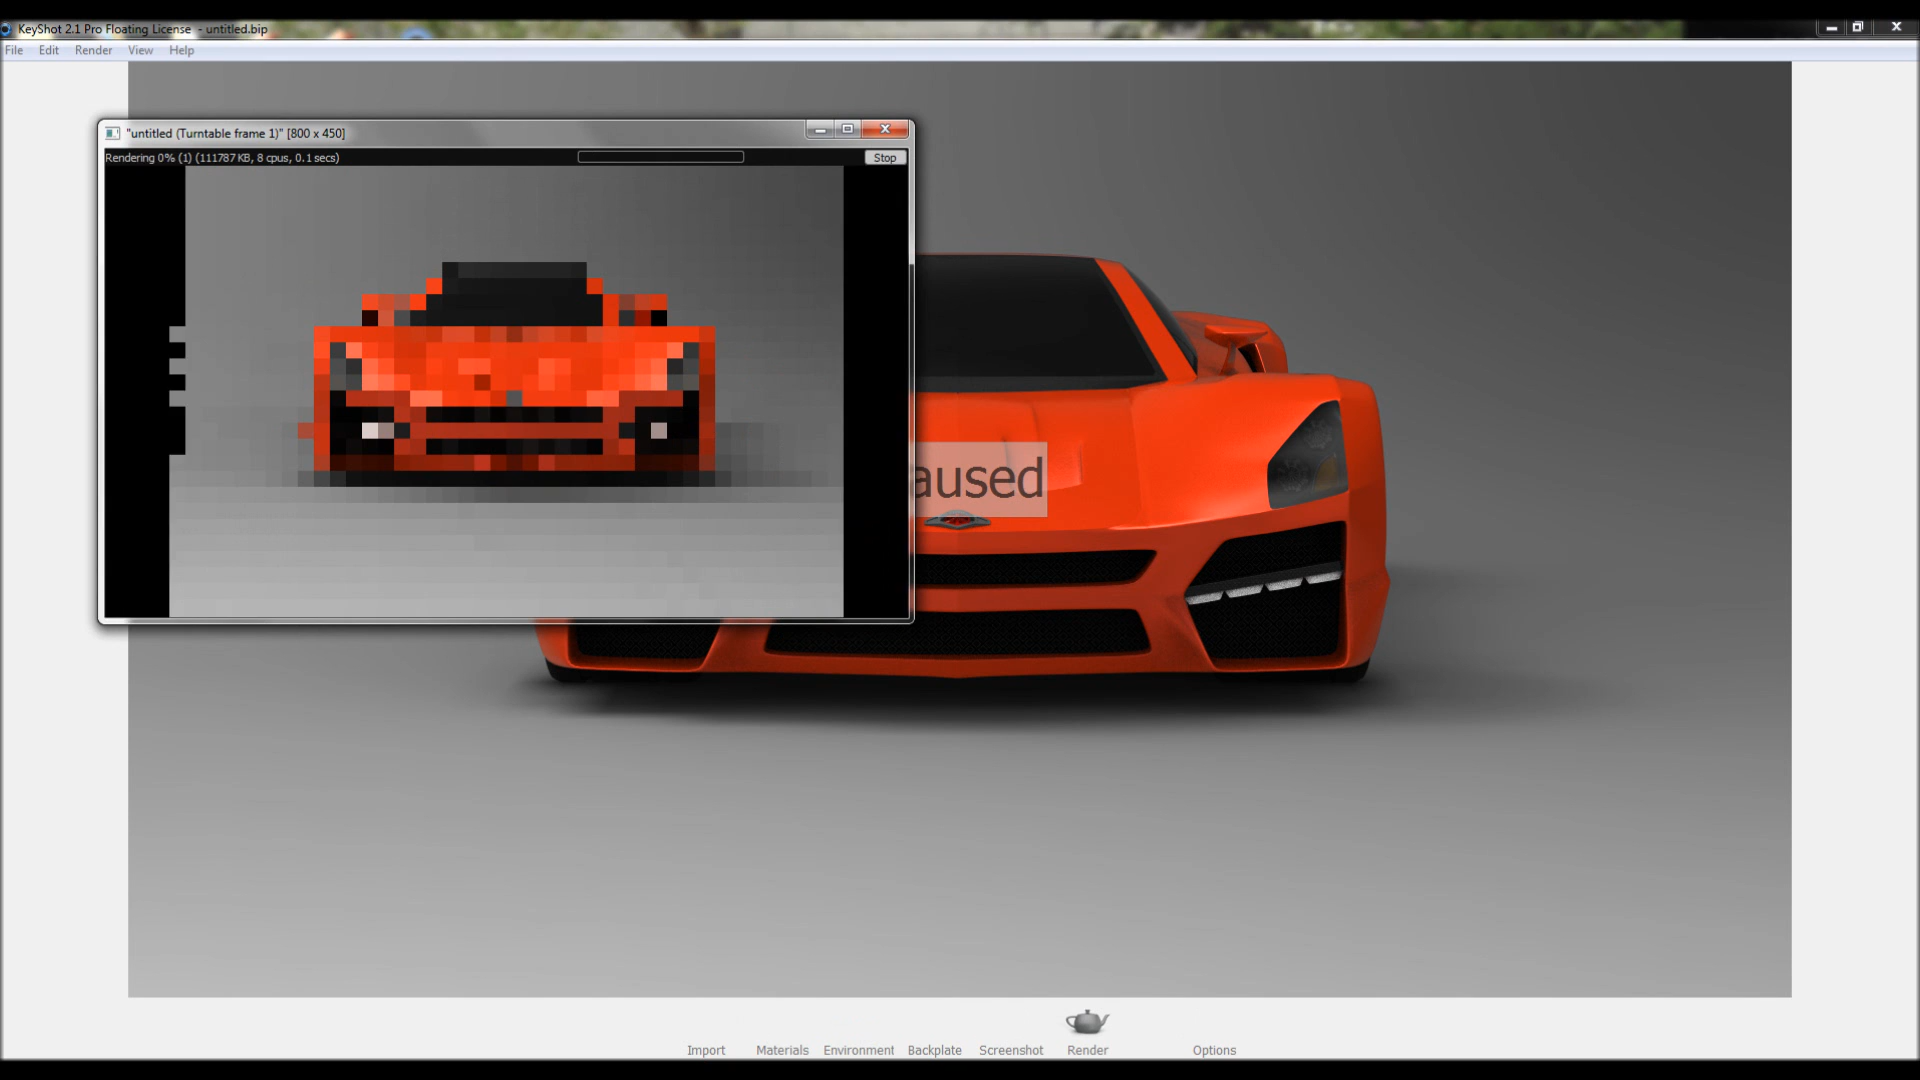 KeyShot 2.1 Pro Floating License - untitled.bip
File Edit Render View Help
"untitled (Turntable frame 1)" [800 x 450]
Rendering 0% (1) (111787 KB, 8 cpus, 0.1 secs)
Stop
aused
Import Materials Environment Backplate Screenshot Render Options